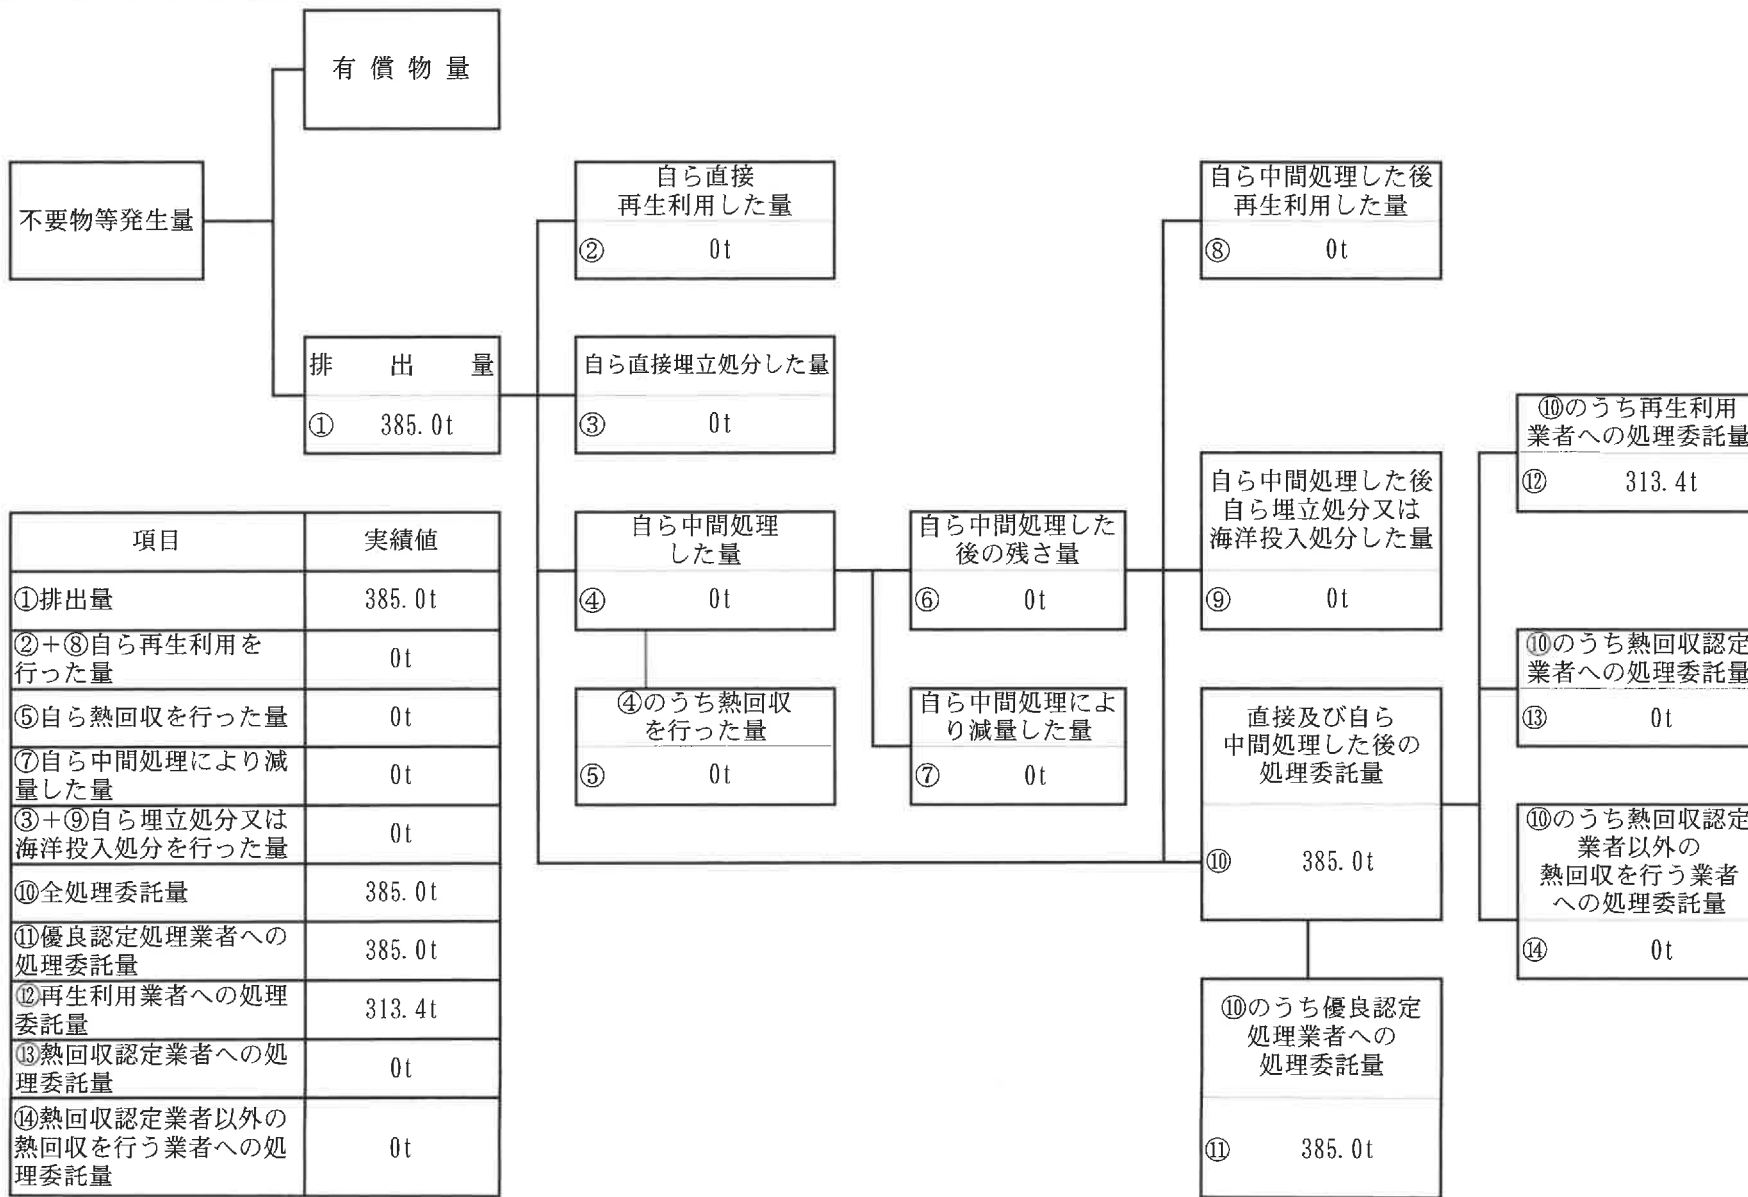 有償物量
不要物等発生量
排出量
① 385.0t
自ら直接
再生利用した量
② 0t
自ら直接埋立処分した量
③ 0t
自ら中間処理
した量
④ 0t
④のうち熱回収
を行った量
⑤ 0t
自ら中間処理した
後の残さ量
⑥ 0t
自ら中間処理によ
り減量した量
⑦ 0t
自ら中間処理した後
再生利用した量
⑧ 0t
自ら中間処理した後
自ら埋立処分又は
海洋投入処分した量
⑨ 0t
直接及び自ら
中間処理した後の
処理委託量
⑩ 385.0t
⑩のうち優良認定
処理業者への
処理委託量
⑪ 385.0t
⑩のうち再生利用
業者への処理委託量
⑫ 313.4t
⑩のうち熱回収認定
業者への処理委託量
⑬ 0t
⑩のうち熱回収認定
業者以外の
熱回収を行う業者
への処理委託量
⑭ 0t
項目 実績値
①排出量 385.0t
②+⑧自ら再生利用を
行った量 0t
⑤自ら熱回収を行った量 0t
⑦自ら中間処理により減
量した量 0t
③+⑨自ら埋立処分又は
海洋投入処分を行った量 0t
⑩全処理委託量 385.0t
⑪優良認定処理業者への
処理委託量 385.0t
⑫再生利用業者への処理
委託量 313.4t
⑬熱回収認定業者への処
理委託量 0t
⑭熱回収認定業者以外の
熱回収を行う業者への処
理委託量 0t